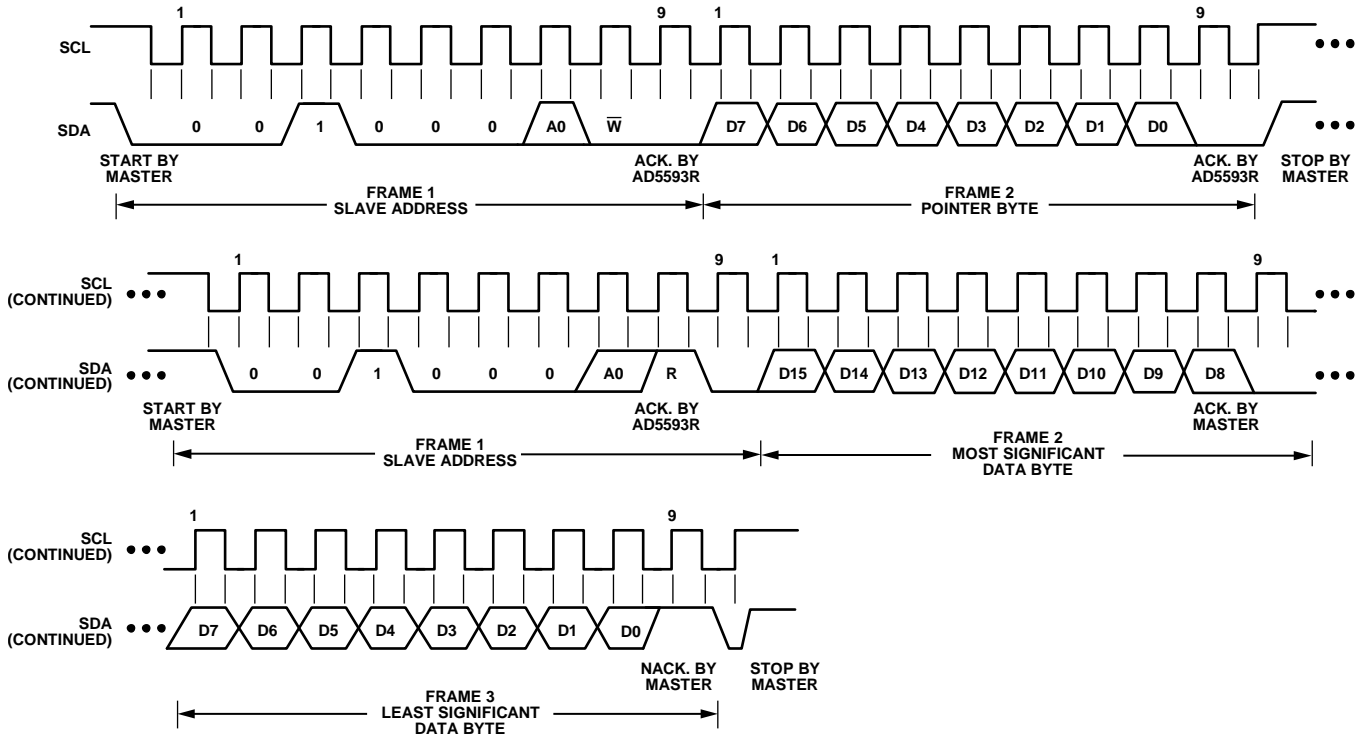 1 9 1 9
SCL
SDA 0 0 1 0 0 0 A0 W̅ D7 D6 D5 D4 D3 D2 D1 D0
START BY
MASTER
ACK. BY
AD5593R
ACK. BY
AD5593R
STOP BY
MASTER
FRAME 1
SLAVE ADDRESS
FRAME 2
POINTER BYTE
1 9 1 9
SCL
(CONTINUED)
SDA
(CONTINUED)
0 0 1 0 0 0 A0 R D15 D14 D13 D12 D11 D10 D9 D8
START BY
MASTER
ACK. BY
AD5593R
ACK. BY
MASTER
FRAME 1
SLAVE ADDRESS
FRAME 2
MOST SIGNIFICANT
DATA BYTE
1 9
SCL
(CONTINUED)
SDA
(CONTINUED)
D7 D6 D5 D4 D3 D2 D1 D0
NACK. BY
MASTER
STOP BY
MASTER
FRAME 3
LEAST SIGNIFICANT
DATA BYTE